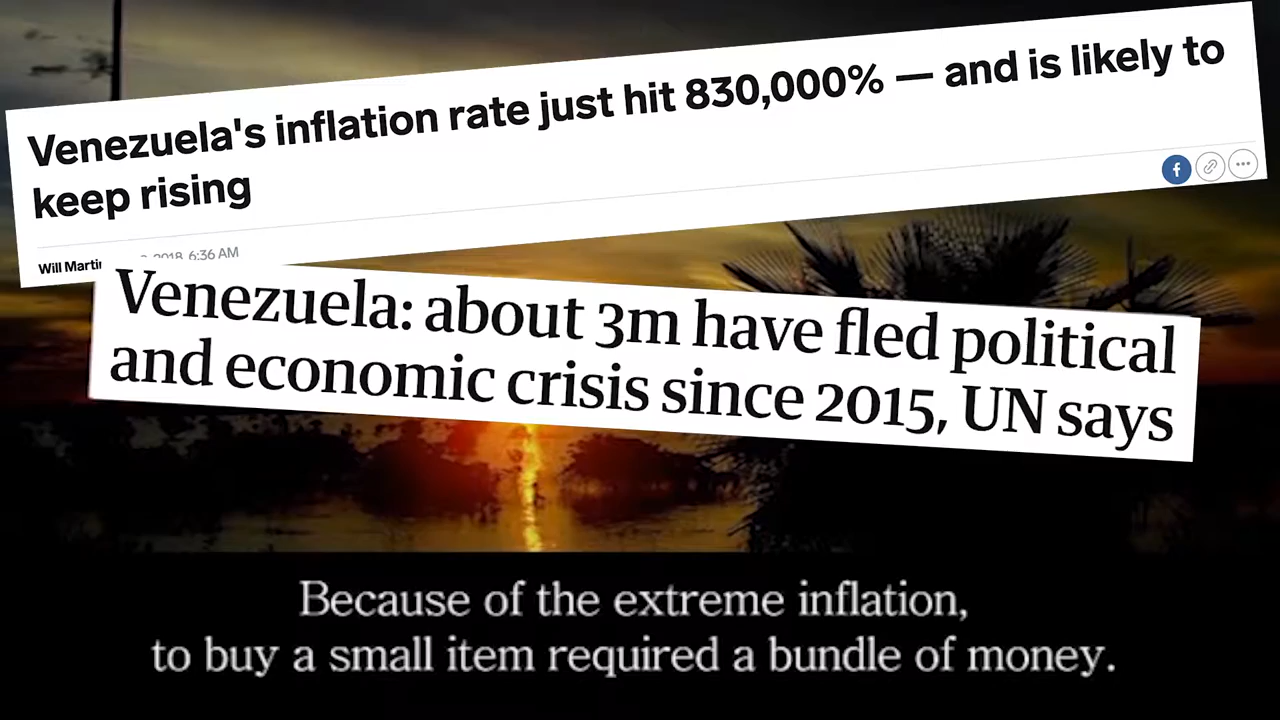 Venezuela's inflation rate just hit 830,000% — and is likely to
keep rising
Will Martin 2018, 6:36 AM
Venezuela: about 3m have fled political
and economic crisis since 2015, UN says
Because of the extreme inflation,
to buy a small item required a bundle of money.